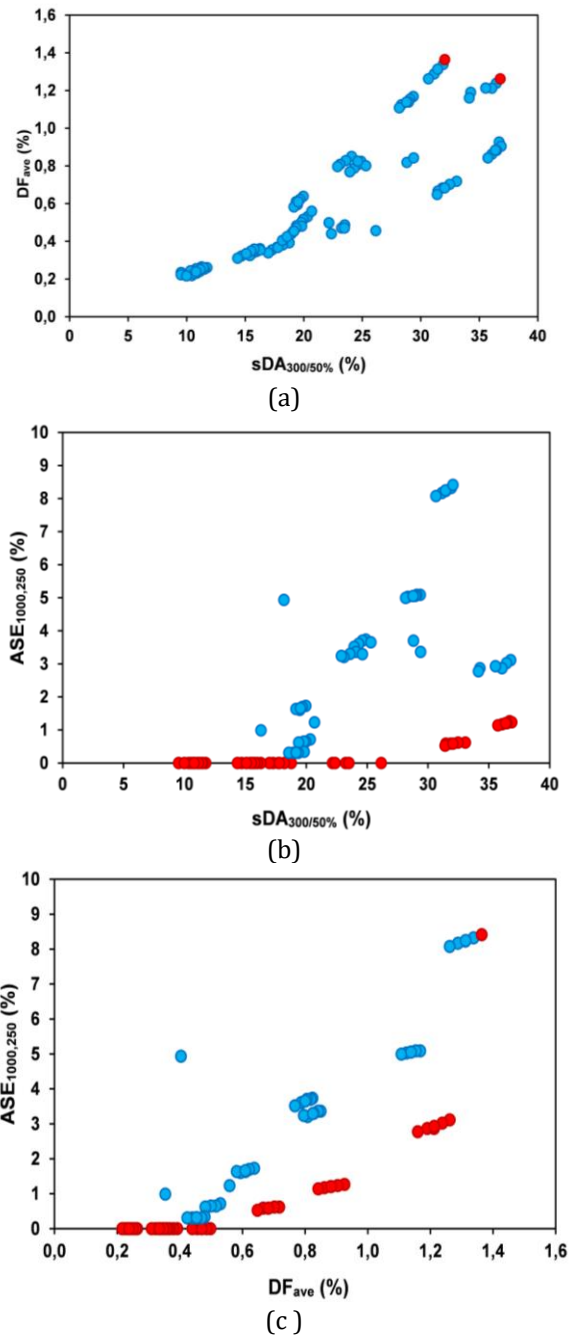 1,6
1,4
1,2
1,0
0,8
0,6
0,4
0,2
0,0
DFave (%)
0 5 10 15 20 25 30 35 40
sDA300/50% (%)
(a)
10
9
8
7
6
5
4
3
2
1
0
ASE1000,250 (%)
0 5 10 15 20 25 30 35 40
sDA300/50% (%)
(b)
10
9
8
7
6
5
4
3
2
1
0
ASE1000,250 (%)
0,0 0,2 0,4 0,6 0,8 1,0 1,2 1,4 1,6
DFave (%)
(c )